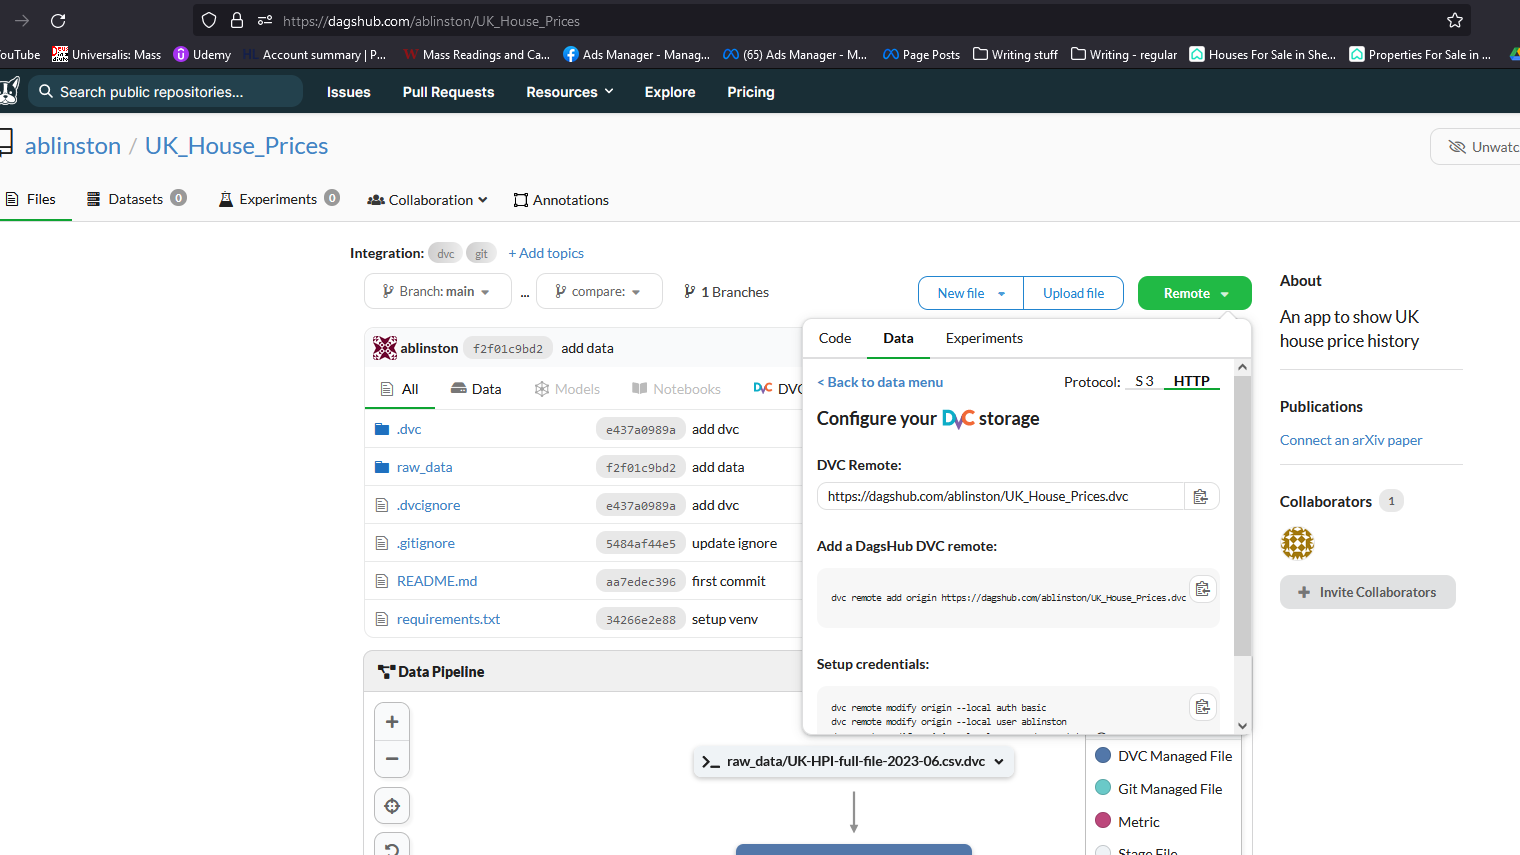 https://dagshub.com/ablinston/UK_House_Prices
ouTube Universalis: Mass Udemy HL Account summary | P... W Mass Readings and Ca... Ads Manager - Manag... (65) Ads Manager - M... Page Posts Writing stuff Writing - regular Houses For Sale in She... Properties For Sale in ...
Search public repositories... Issues Pull Requests Resources Explore Pricing
ablinston / UK_House_Prices
Unwatc
Files Datasets 0 Experiments 0 Collaboration Annotations
Integration: dvc git + Add topics
Branch: main ... compare: 1 Branches New file Upload file Remote
ablinston f2f01c9bd2 add data
All Data Models Notebooks DVC DVC
.dvc e437a0989a add dvc
raw_data f2f01c9bd2 add data
.dvcignore e437a0989a add dvc
.gitignore 5484af44e5 update ignore
README.md aa7edec396 first commit
requirements.txt 34266e2e88 setup venv
Code Data Experiments
< Back to data menu Protocol: S3 HTTP
Configure your DVC storage
DVC Remote:
https://dagshub.com/ablinston/UK_House_Prices.dvc
Add a DagsHub DVC remote:
dvc remote add origin https://dagshub.com/ablinston/UK_House_Prices.dvc
Setup credentials:
dvc remote modify origin --local auth basic
dvc remote modify origin --local user ablinston
About
An app to show UK
house price history
Publications
Connect an arXiv paper
Collaborators 1
+ Invite Collaborators
Data Pipeline
+
−
raw_data/UK-HPI-full-file-2023-06.csv.dvc
DVC Managed File
Git Managed File
Metric
Stage File